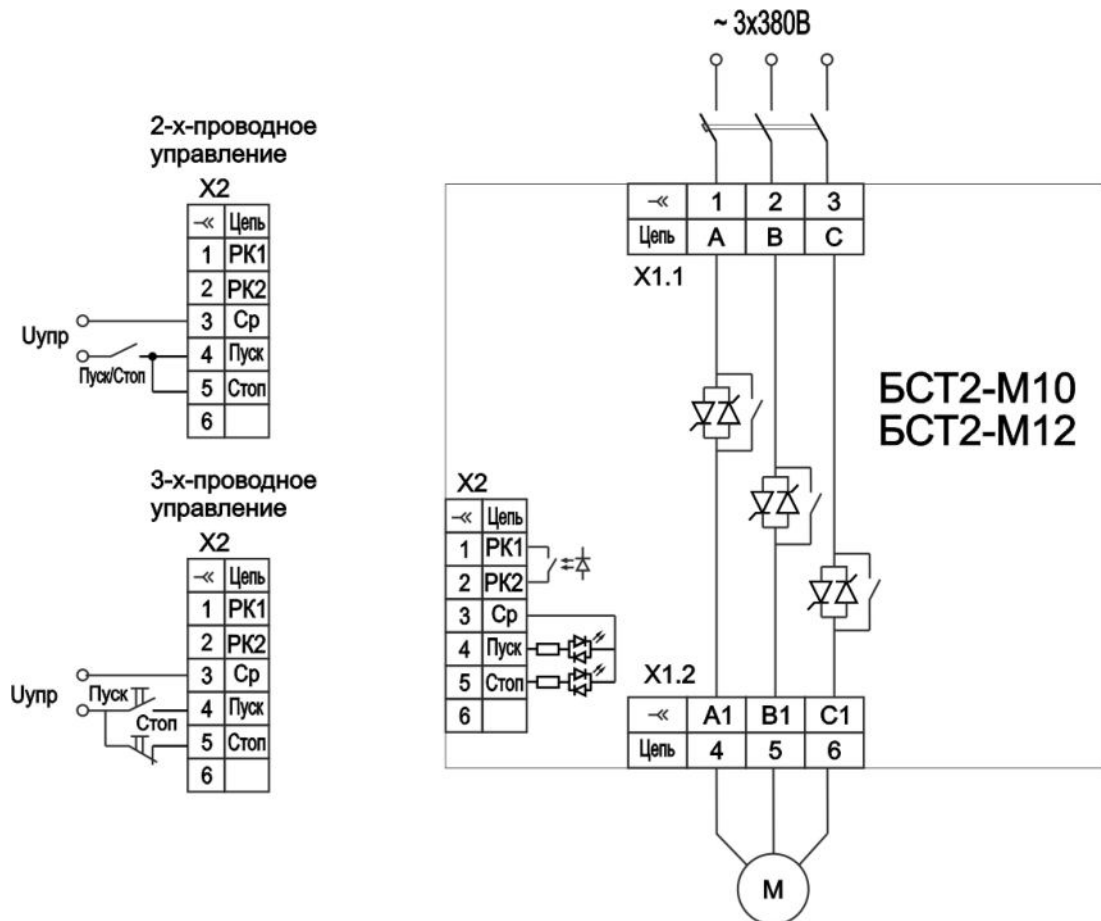 ~ 3x380В
2-х-проводное
управление
X2
Цепь
1 РК1
2 РК2
3 Ср
4 Пуск
5 Стоп
6
Uупр
Пуск/Стоп
3-х-проводное
управление
X2
Цепь
1 РК1
2 РК2
3 Ср
4 Пуск
5 Стоп
6
Uупр
Пуск
Стоп
1 2 3
Цепь A B C
X1.1
БСТ2-М10
БСТ2-М12
X2
Цепь
1 РК1
2 РК2
3 Ср
4 Пуск
5 Стоп
6
X1.2
A1 B1 C1
Цепь 4 5 6
М